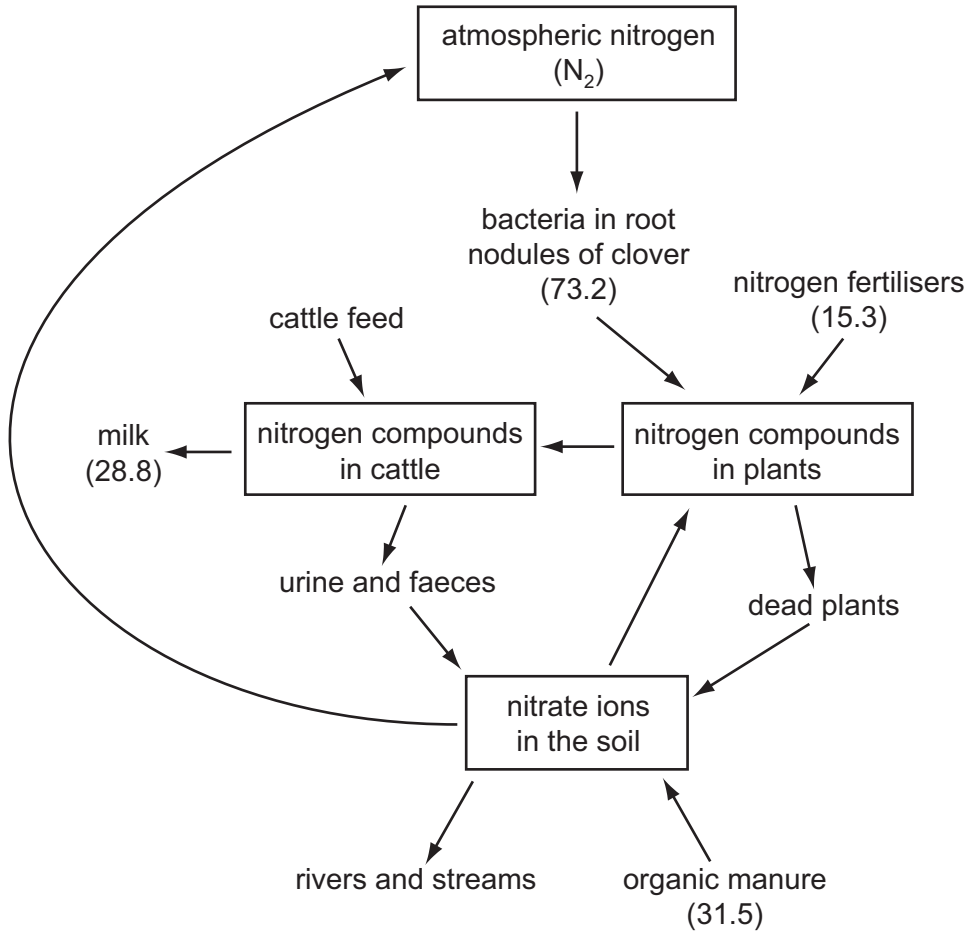 atmospheric nitrogen
(N₂)
bacteria in root
nodules of clover
(73.2)
nitrogen fertilisers
(15.3)
cattle feed
milk
(28.8)
nitrogen compounds
in cattle
nitrogen compounds
in plants
urine and faeces
dead plants
nitrate ions
in the soil
rivers and streams
organic manure
(31.5)